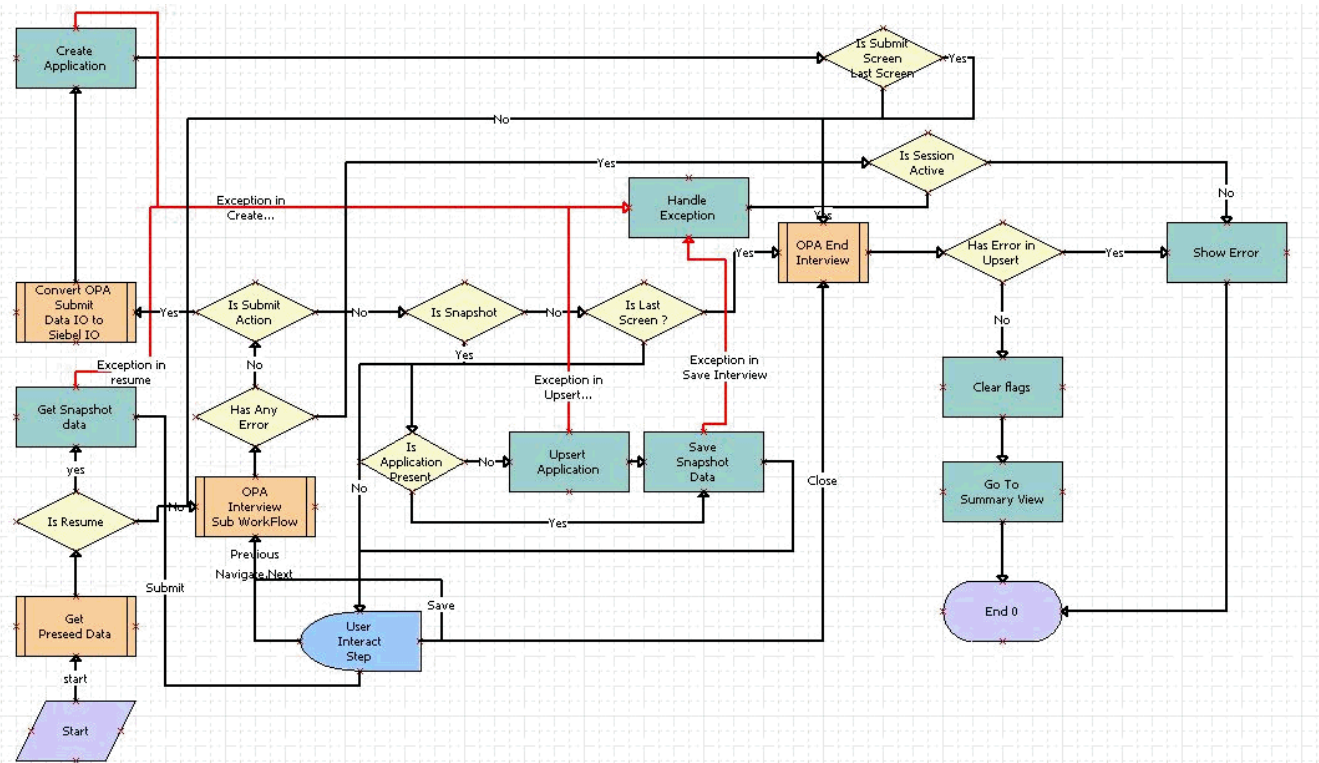 Create
Application
Is Submit
Screen
Last Screen
Yes
No
Yes
Is Session
Active
No
Exception in
Create...
Handle
Exception
Yes
OPA End
Interview
Has Error in
Upsert
Yes
Show Error
Yes
Convert OPA
Submit
Data IO to
Siebel IO
Yes
Is Submit
Action
No
Is Snapshot
No
Is Last
Screen ?
No
Yes
Exception in
resume
No
Exception in
Save Interview
Exception in
Upsert...
Clear flags
Get Snapshot
data
Has Any
Error
Is
Application
Present
No
Upsert
Application
Save
Snapshot
Data
yes
No
Close
Go To
Summary View
Is Resume
No
OPA
Interview
Sub WorkFlow
Yes
Previous
Navigate,Next
Submit
Save
Get
Preseed Data
User
Interact
Step
End 0
start
Start